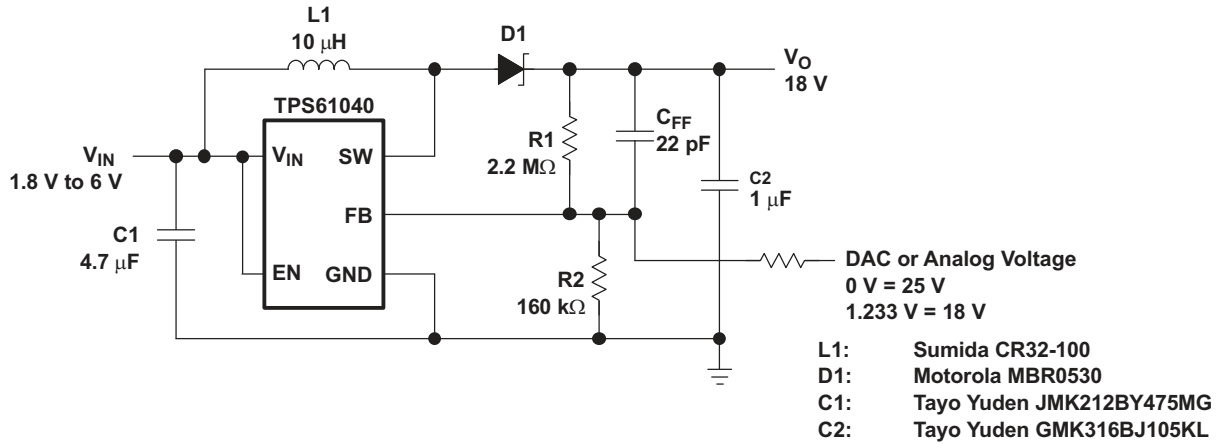 L1
10 μH
D1
VO
18 V
TPS61040
CFF
22 pF
R1
2.2 MΩ
VIN
1.8 V to 6 V
VIN
SW
C2
1 μF
FB
C1
4.7 μF
EN
GND
R2
160 kΩ
DAC or Analog Voltage
0 V = 25 V
1.233 V = 18 V
L1: Sumida CR32-100
D1: Motorola MBR0530
C1: Tayo Yuden JMK212BY475MG
C2: Tayo Yuden GMK316BJ105KL